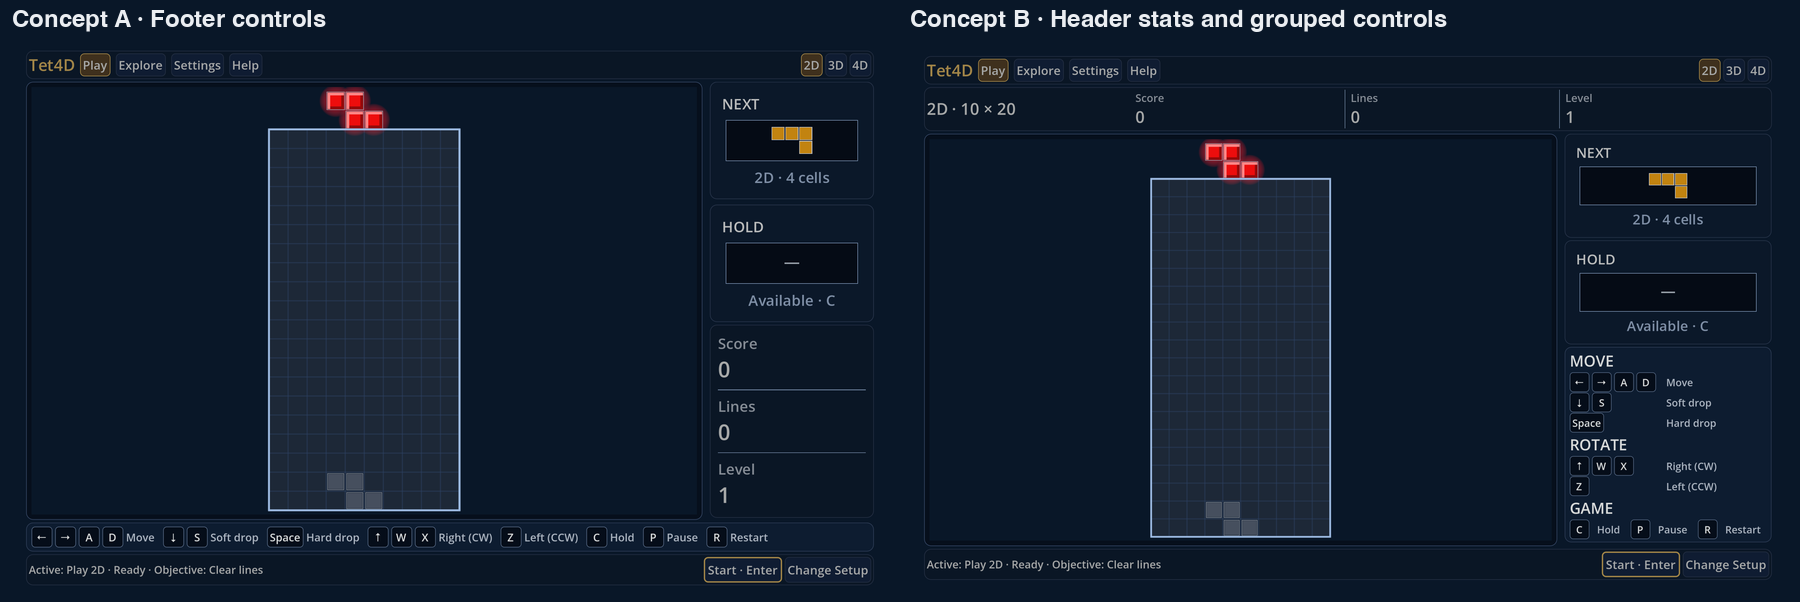 Concept A · Footer controls
Tet4D Play Explore Settings Help 2D 3D 4D
NEXT
2D · 4 cells
HOLD
—
Available · C
Score
0
Lines
0
Level
1
← → A D Move ↓ S Soft drop Space Hard drop ↑ W X Right (CW) Z Left (CCW) C Hold P Pause R Restart
Active: Play 2D · Ready · Objective: Clear lines Start · Enter Change Setup
Concept B · Header stats and grouped controls
Tet4D Play Explore Settings Help 2D 3D 4D
2D · 10 × 20
Score
0
Lines
0
Level
1
NEXT
2D · 4 cells
HOLD
—
Available · C
MOVE
← → A D Move
↓ S Soft drop
Space Hard drop
ROTATE
↑ W X Right (CW)
Z Left (CCW)
GAME
C Hold P Pause R Restart
Active: Play 2D · Ready · Objective: Clear lines Start · Enter Change Setup